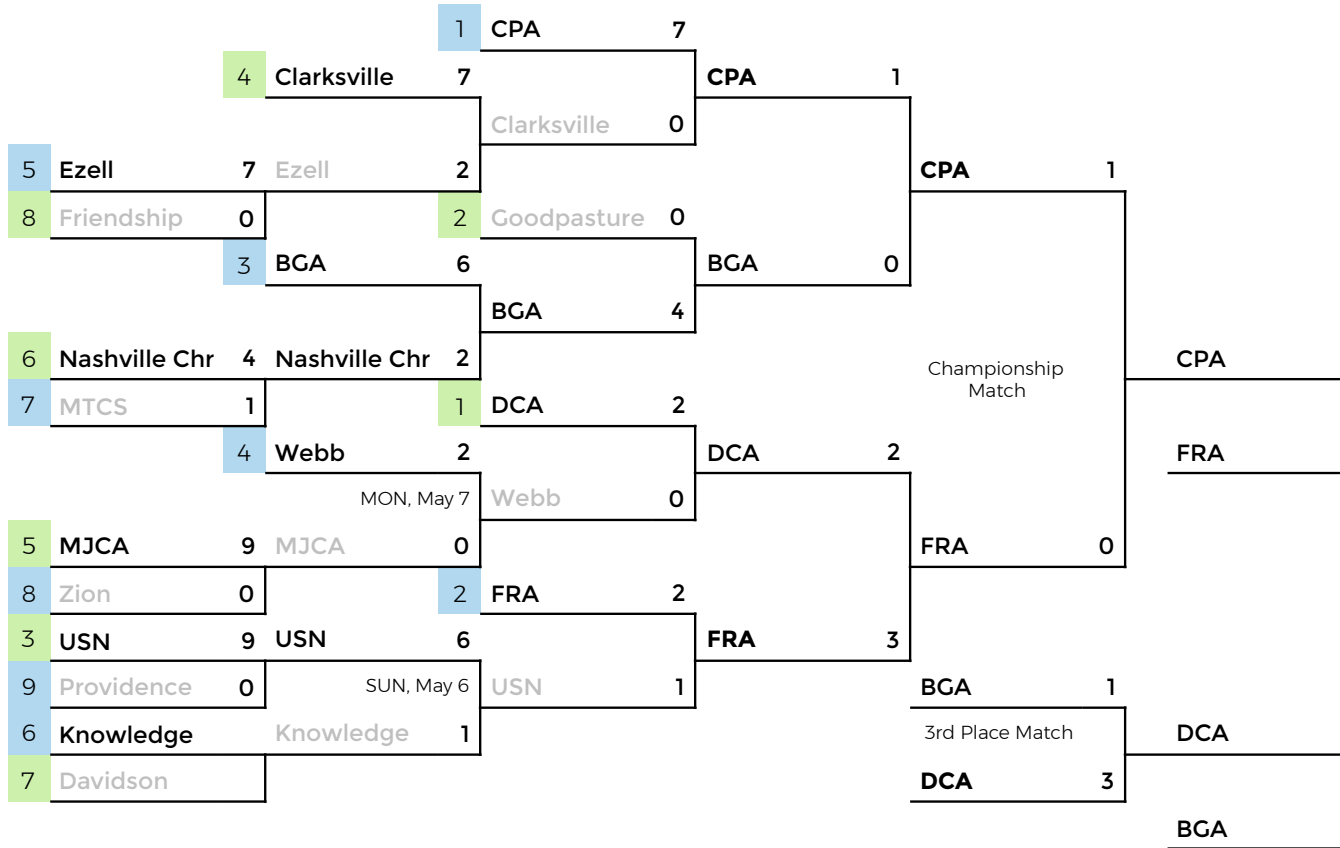 1 CPA 7
4 Clarksville 7 CPA 1
Clarksville 0
5 Ezell 7 Ezell 2 CPA 1
8 Friendship 0 2 Goodpasture 0
3 BGA 6 BGA 0
BGA 4
6 Nashville Chr 4 Nashville Chr 2 Championship CPA
Match
7 MTCS 1 1 DCA 2
4 Webb 2 DCA 2 FRA
MON, May 7 Webb 0
5 MJCA 9 MJCA 0 FRA 0
8 Zion 0 2 FRA 2
3 USN 9 USN 6 FRA 3
9 Providence 0 SUN, May 6 USN 1 BGA 1
6 Knowledge Knowledge 1 3rd Place Match DCA
7 Davidson DCA 3
BGA